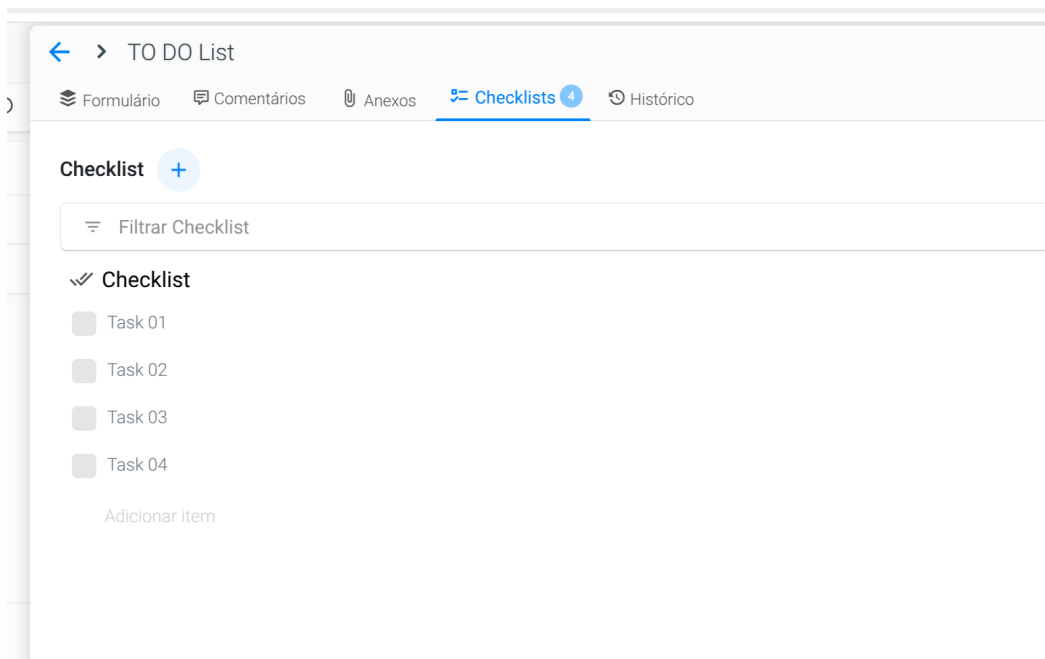 TO DO List
Formulário Comentários Anexos Checklists 4 Histórico
Checklist +
Filtrar Checklist
Checklist
Task 01
Task 02
Task 03
Task 04
Adicionar item